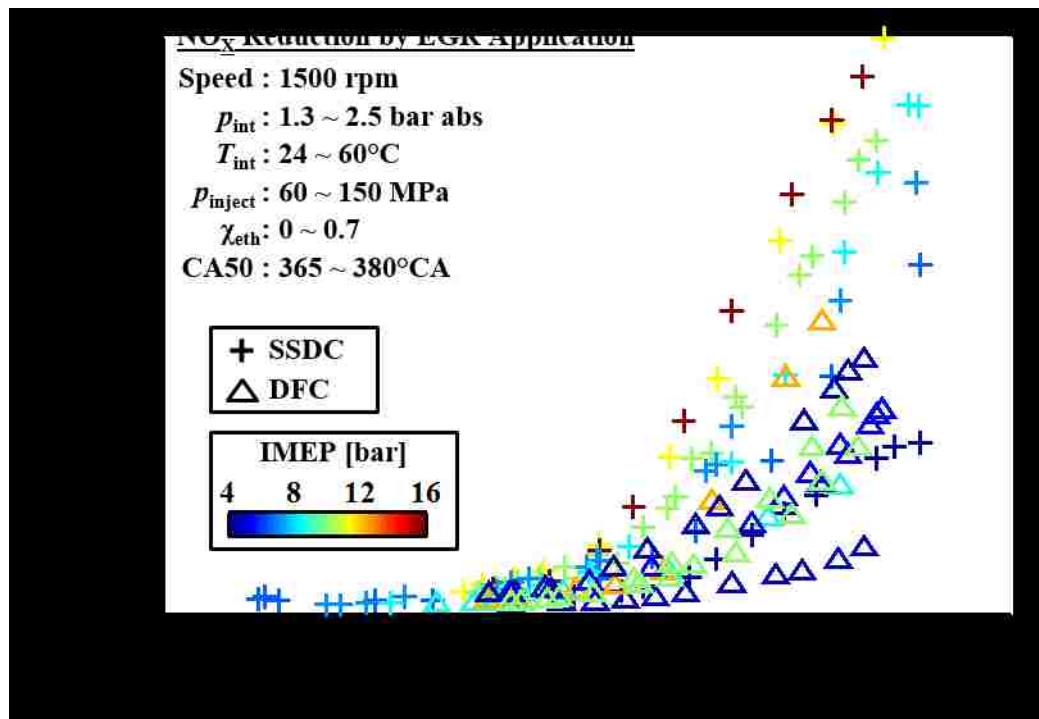 NOX Reduction by EGR Application
Speed : 1500 rpm
pint : 1.3 ~ 2.5 bar abs
Tint : 24 ~ 60°C
pinject : 60 ~ 150 MPa
χeth: 0 ~ 0.7
CA50 : 365 ~ 380°CA
SSDC
DFC
IMEP [bar]
4 8 12 16